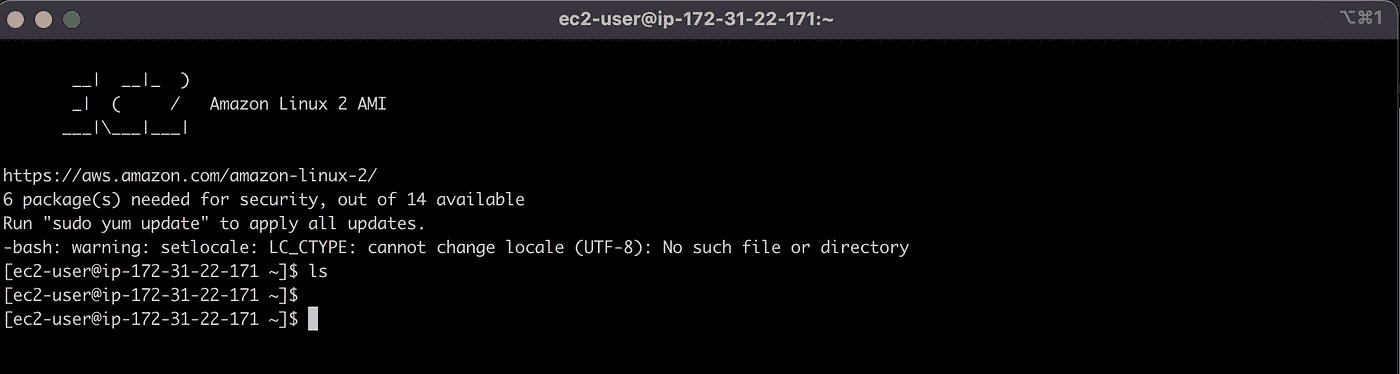 ec2-user@ip-172-31-22-171:~
⌥⌘1
       __|  __|_  )
       _|  (     /   Amazon Linux 2 AMI
      ___|\___|___|
https://aws.amazon.com/amazon-linux-2/
6 package(s) needed for security, out of 14 available
Run "sudo yum update" to apply all updates.
-bash: warning: setlocale: LC_CTYPE: cannot change locale (UTF-8): No such file or directory
[ec2-user@ip-172-31-22-171 ~]$ ls
[ec2-user@ip-172-31-22-171 ~]$
[ec2-user@ip-172-31-22-171 ~]$